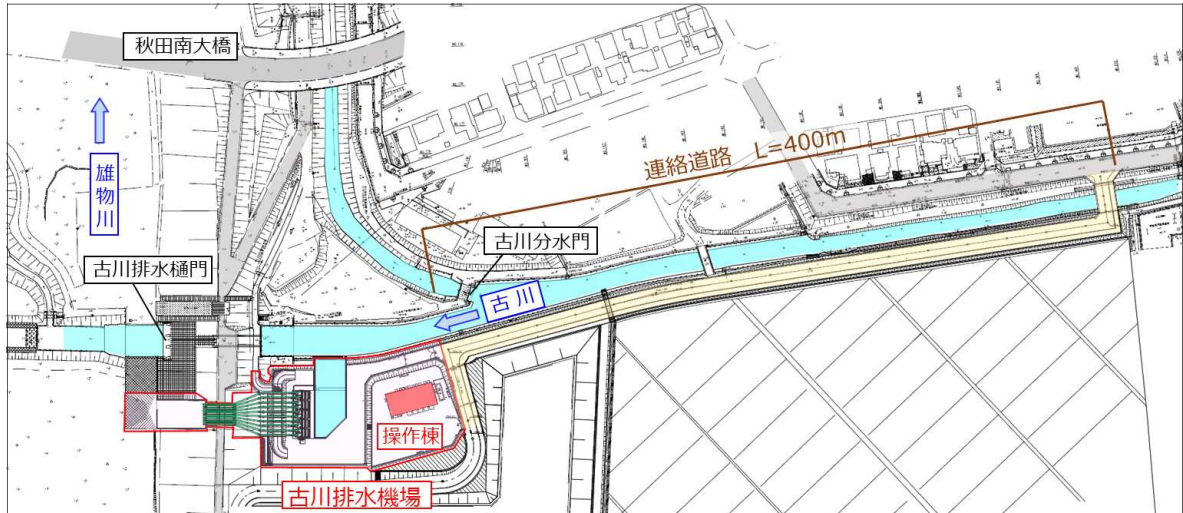 秋田南大橋
雄物川
連絡道路 L=400m
古川分水門
古川排水樋門
古川
操作棟
古川排水機場